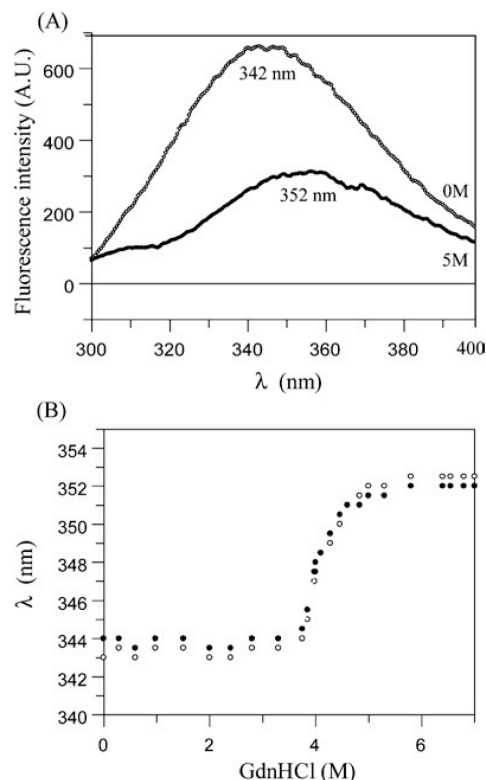 (A)
Fluorescence intensity (A.U.)
600
400
200
0
342 nm
352 nm
0M
5M
300
320
340
360
380
400
λ (nm)
(B)
λ (nm)
354
352
350
348
346
344
342
340
0
2
4
6
GdnHCl (M)